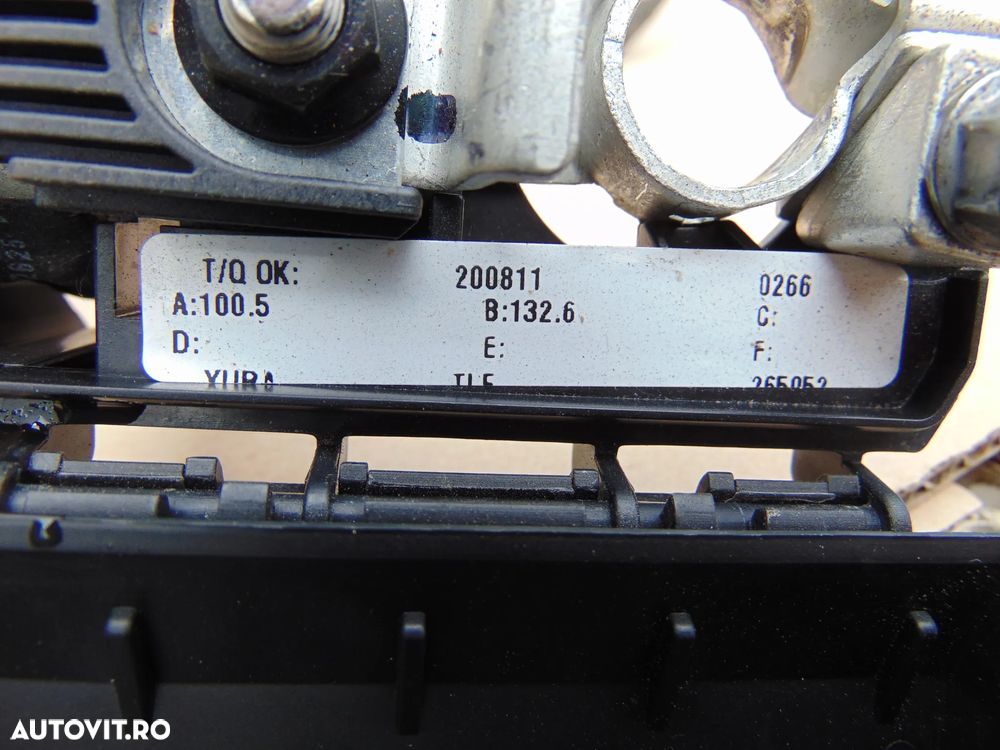 T/Q OK: 200811 0266
A:100.5 B:132.6 C:
D: E: F:
AUTOVIT.RO